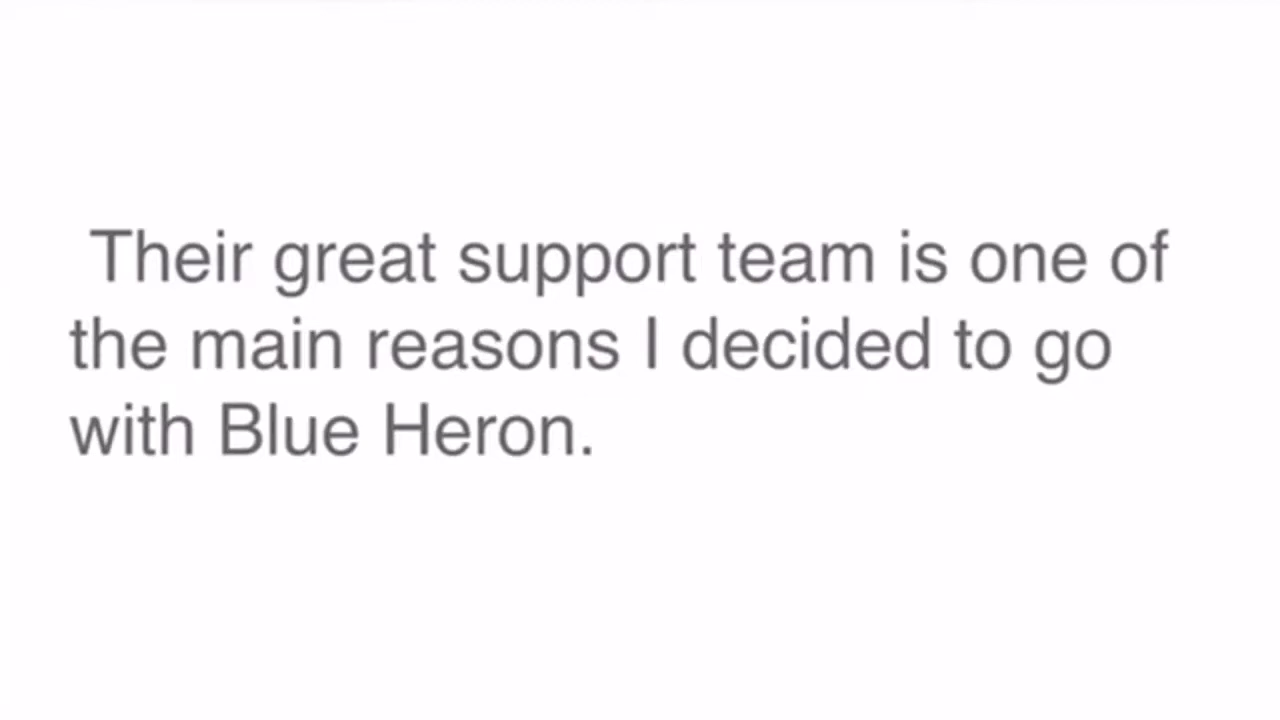 Their great support team is one of
the main reasons I decided to go
with Blue Heron.